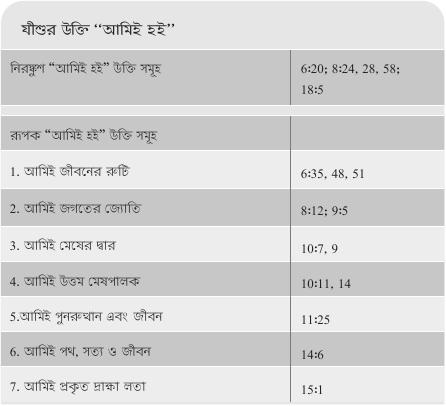 যীশুর উক্তি “আমিই হই”
নিরঙ্কুশ “আমিই হই” উক্তি সমূহ 6:20; 8:24, 28, 58;
18:5
রূপক “আমিই হই” উক্তি সমূহ
1. আমিই জীবনের রুটি 6:35, 48, 51
2. আমিই জগতের জ্যোতি 8:12; 9:5
3. আমিই মেষের দ্বার 10:7, 9
4. আমিই উত্তম মেষপালক 10:11, 14
5.আমিই পুনরুত্থান এবং জীবন 11:25
6. আমিই পথ, সত্য ও জীবন 14:6
7. আমিই প্রকৃত দ্রাক্ষা লতা 15:1